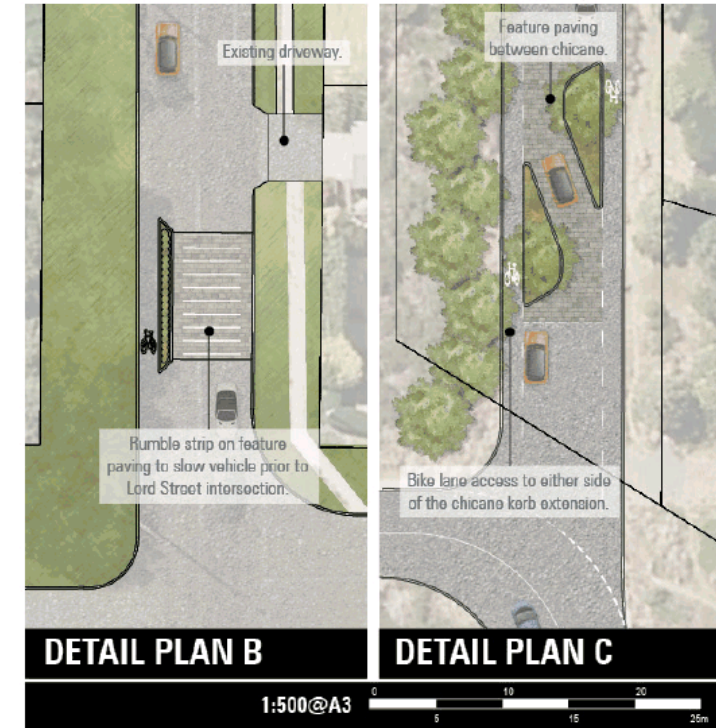 Existing driveway.
Rumble strip on feature
paving to slow vehicle prior to
Lord Street intersection.
DETAIL PLAN B
Feature paving
between chicane.
Bike lane access to either side
of the chicane kerb extension.
DETAIL PLAN C
1:500@A3
0 10 20
5 15 25m